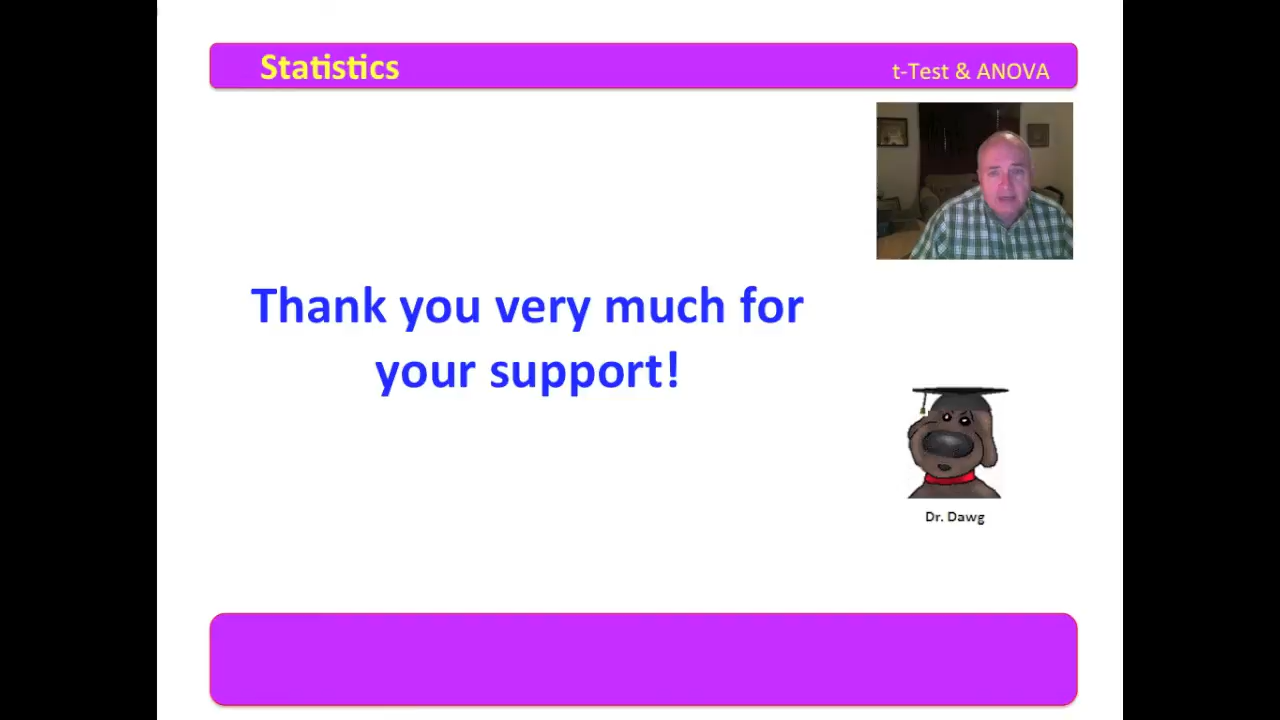 Statistics
t-Test & ANOVA
Thank you very much for
your support!
Dr. Dawg